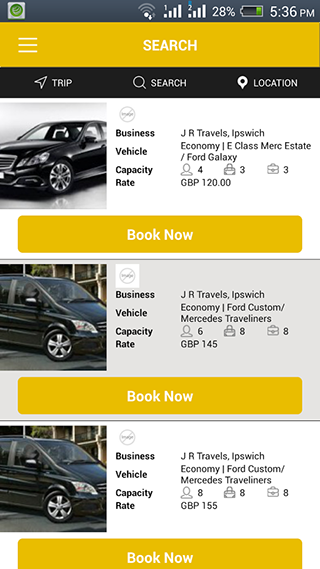 28% 5:36 PM
SEARCH
TRIP SEARCH LOCATION
Business J R Travels, Ipswich
Vehicle Economy | E Class Merc Estate
/ Ford Galaxy
Capacity 4 3 3
Rate GBP 120.00
Book Now
Business J R Travels, Ipswich
Vehicle Economy | Ford Custom/
Mercedes Traveliners
Capacity 6 8 8
Rate GBP 145
Book Now
Business J R Travels, Ipswich
Vehicle Economy | Ford Custom/
Mercedes Traveliners
Capacity 8 8 8
Rate GBP 155
Book Now